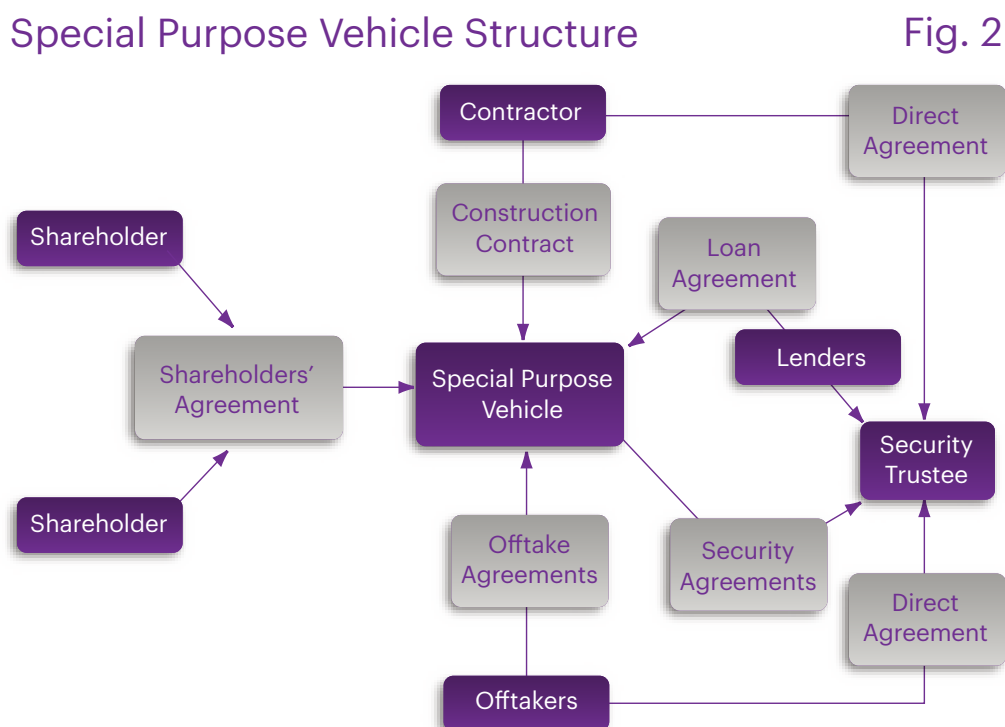 Special Purpose Vehicle Structure
Fig. 2
Contractor
Direct
Agreement
Construction
Contract
Shareholder
Loan
Agreement
Lenders
Shareholders’
Agreement
Special Purpose
Vehicle
Security
Trustee
Shareholder
Offtake
Agreements
Security
Agreements
Direct
Agreement
Offtakers